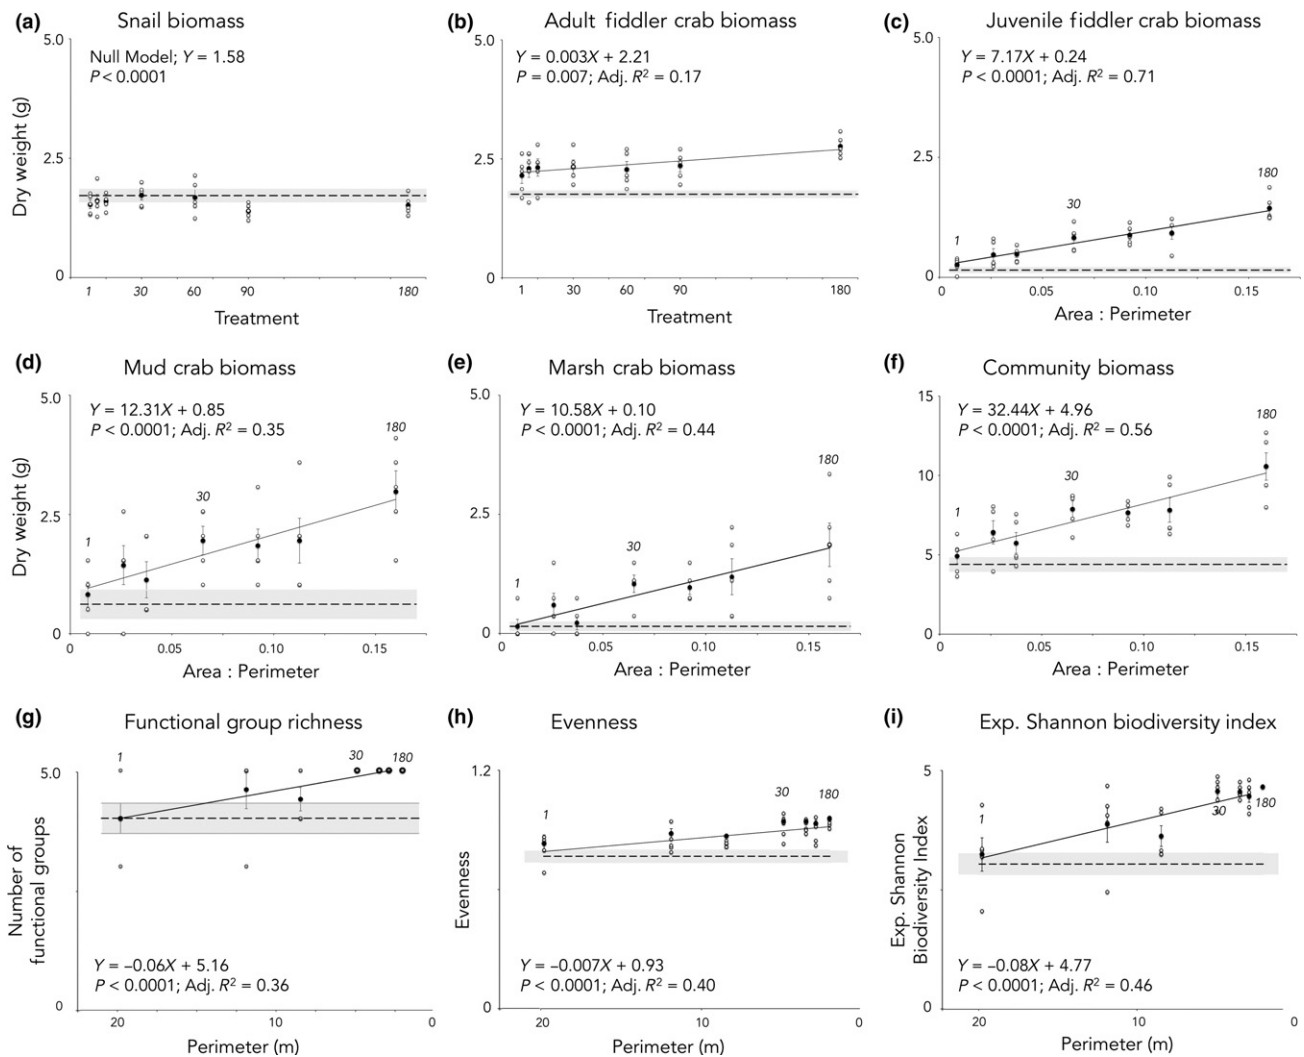 (a) Snail biomass
5.0
Null Model; Y = 1.58
P < 0.0001
Dry weight (g)
2.5
0
1 30 60 90 180
Treatment
(b) Adult fiddler crab biomass
5.0
Y = 0.003X + 2.21
P = 0.007; Adj. R² = 0.17
2.5
0
1 30 60 90 180
Treatment
(c) Juvenile fiddler crab biomass
5.0
Y = 7.17X + 0.24
P < 0.0001; Adj. R² = 0.71
180
2.5
30
1
0
0 0.05 0.10 0.15
Area : Perimeter
(d) Mud crab biomass
5.0
Y = 12.31X + 0.85
P < 0.0001; Adj. R² = 0.35
180
30
Dry weight (g)
2.5
1
0
0 0.05 0.10 0.15
Area : Perimeter
(e) Marsh crab biomass
5.0
Y = 10.58X + 0.10
P < 0.0001; Adj. R² = 0.44
180
2.5
30
1
0
0 0.05 0.10 0.15
Area : Perimeter
(f) Community biomass
15
Y = 32.44X + 4.96
P < 0.0001; Adj. R² = 0.56
180
10
30
1
5
0
0 0.05 0.10 0.15
Area : Perimeter
(g) Functional group richness
1 30 180
5.0
Number of
functional groups
Y = –0.06X + 5.16
P < 0.0001; Adj. R² = 0.36
0
20 10 0
Perimeter (m)
(h) Evenness
1.2
1 30 180
Evenness
Y = –0.007X + 0.93
P < 0.0001; Adj. R² = 0.40
0
20 10 0
Perimeter (m)
(i) Exp. Shannon biodiversity index
5
1 30 180
Exp. Shannon
Biodiversity Index
Y = –0.08X + 4.77
P < 0.0001; Adj. R² = 0.46
0
20 10 0
Perimeter (m)